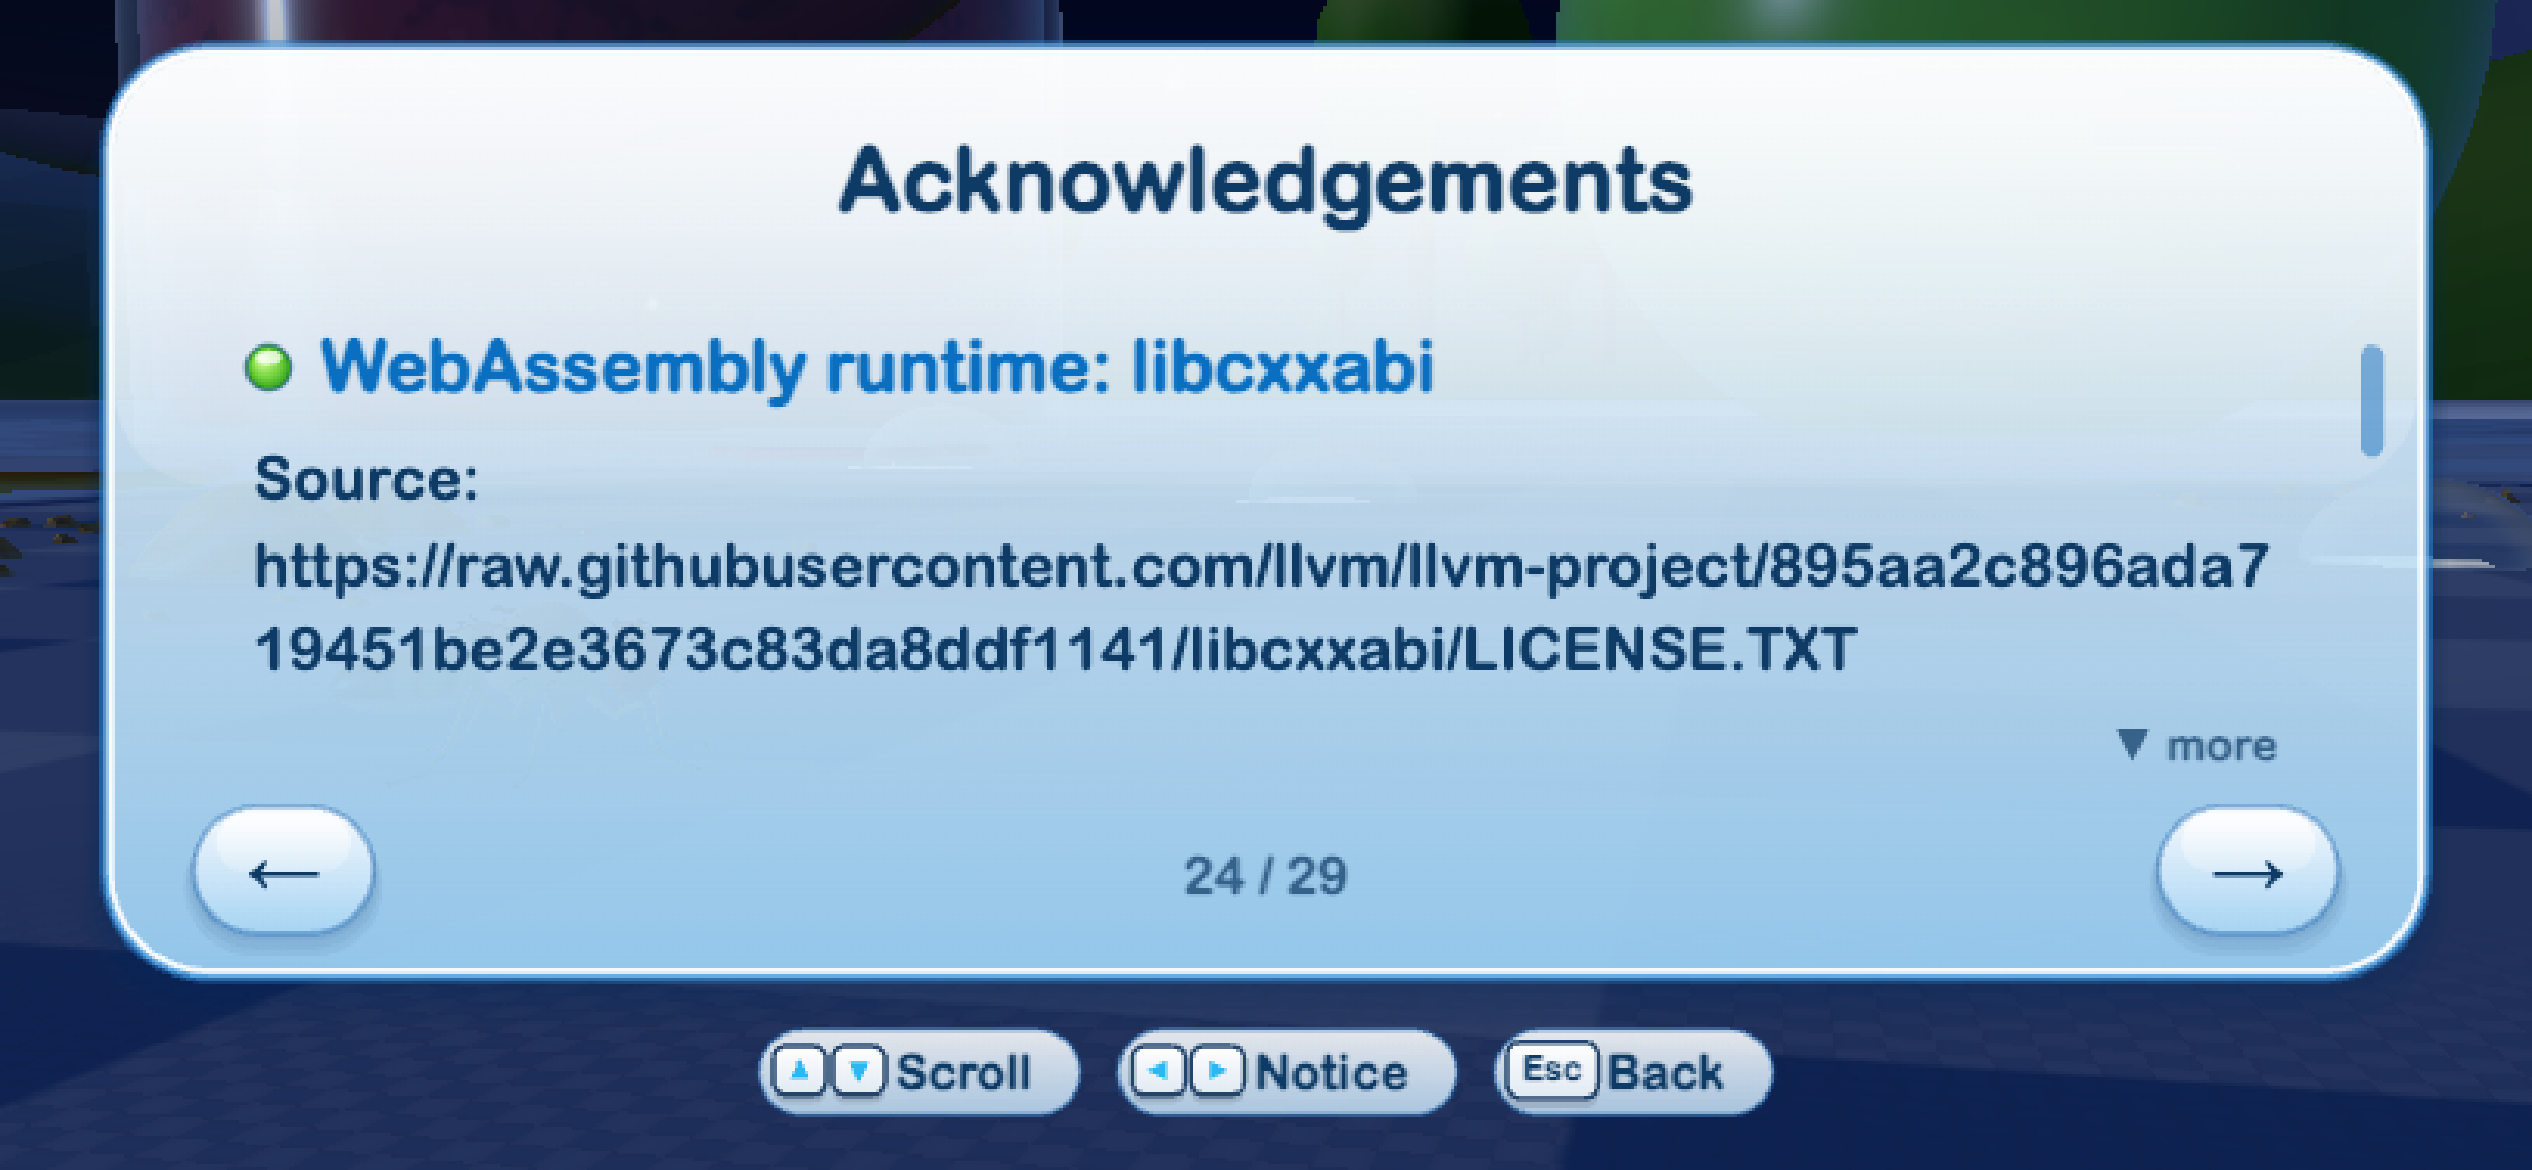 Acknowledgements
WebAssembly runtime: libcxxabi
Source:
https://raw.githubusercontent.com/llvm/llvm-project/895aa2c896ada7
19451be2e3673c83da8ddf1141/libcxxabi/LICENSE.TXT
▼ more
← 24 / 29 →
▲ ▼ Scroll ◄ ► Notice Esc Back